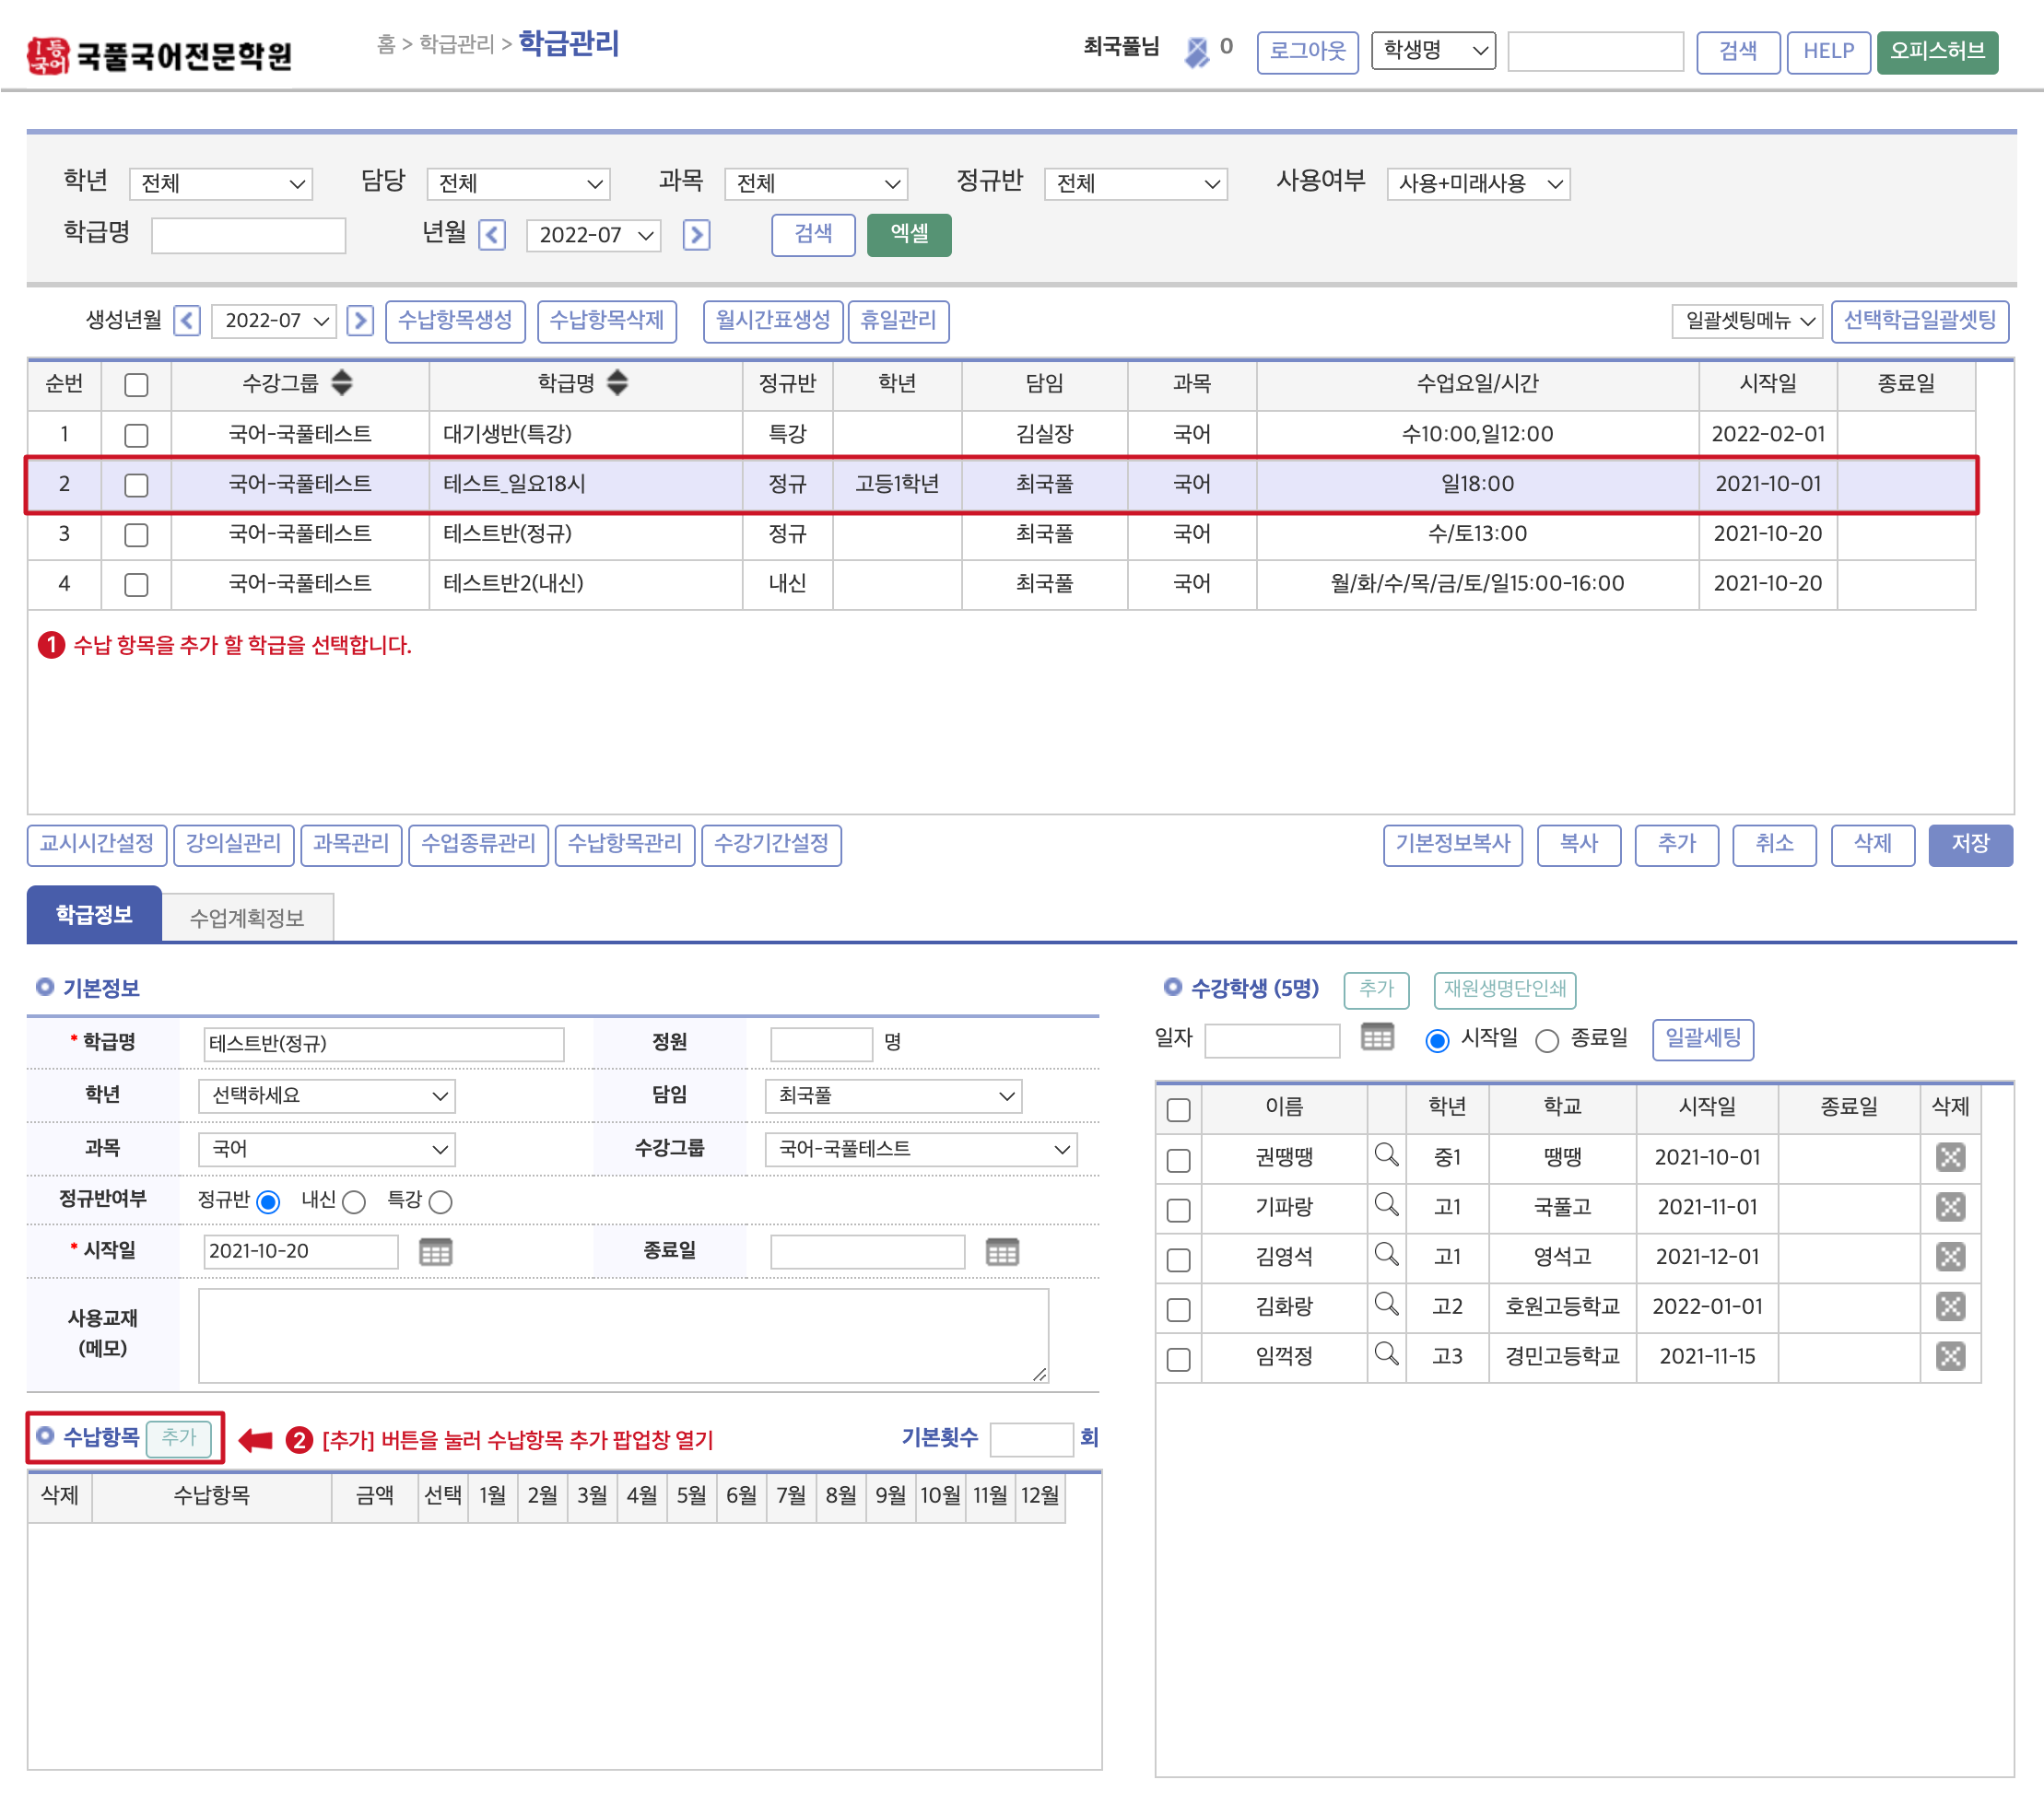 1등국어 국풀국어전문학원
홈 > 학급관리 > 학급관리
최국풀님 0 로그아웃 학생명 검색 HELP 오피스허브
학년 전체 담당 전체 과목 전체 정규반 전체 사용여부 사용+미래사용
학급명 년월 2022-07 검색 엑셀
생성년월 2022-07 수납항목생성 수납항목삭제 월시간표생성 휴일관리 일괄셋팅메뉴 선택학급일괄셋팅
순번 수강그룹 학급명 정규반 학년 담임 과목 수업요일/시간 시작일 종료일
1 국어-국풀테스트 대기생반(특강) 특강 김실장 국어 수10:00,일12:00 2022-02-01
2 국어-국풀테스트 테스트_일요18시 정규 고등1학년 최국풀 국어 일18:00 2021-10-01
3 국어-국풀테스트 테스트반(정규) 정규 최국풀 국어 수/토13:00 2021-10-20
4 국어-국풀테스트 테스트반2(내신) 내신 최국풀 국어 월/화/수/목/금/토/일15:00-16:00 2021-10-20
1 수납 항목을 추가 할 학급을 선택합니다.
교시시간설정 강의실관리 과목관리 수업종류관리 수납항목관리 수강기간설정 기본정보복사 복사 추가 취소 삭제 저장
학급정보 수업계획정보
기본정보
* 학급명 테스트반(정규) 정원 명
학년 선택하세요 담임 최국풀
과목 국어 수강그룹 국어-국풀테스트
정규반여부 정규반 내신 특강
* 시작일 2021-10-20 종료일
사용교재
(메모)
수납항목 추가 2 [추가] 버튼을 눌러 수납항목 추가 팝업창 열기 기본횟수 회
삭제 수납항목 금액 선택 1월 2월 3월 4월 5월 6월 7월 8월 9월 10월 11월 12월
수강학생 (5명) 추가 재원생명단인쇄
일자 시작일 종료일 일괄세팅
이름 학년 학교 시작일 종료일 삭제
권땡땡 중1 땡땡 2021-10-01
기파랑 고1 국풀고 2021-11-01
김영석 고1 영석고 2021-12-01
김화랑 고2 호원고등학교 2022-01-01
임꺽정 고3 경민고등학교 2021-11-15